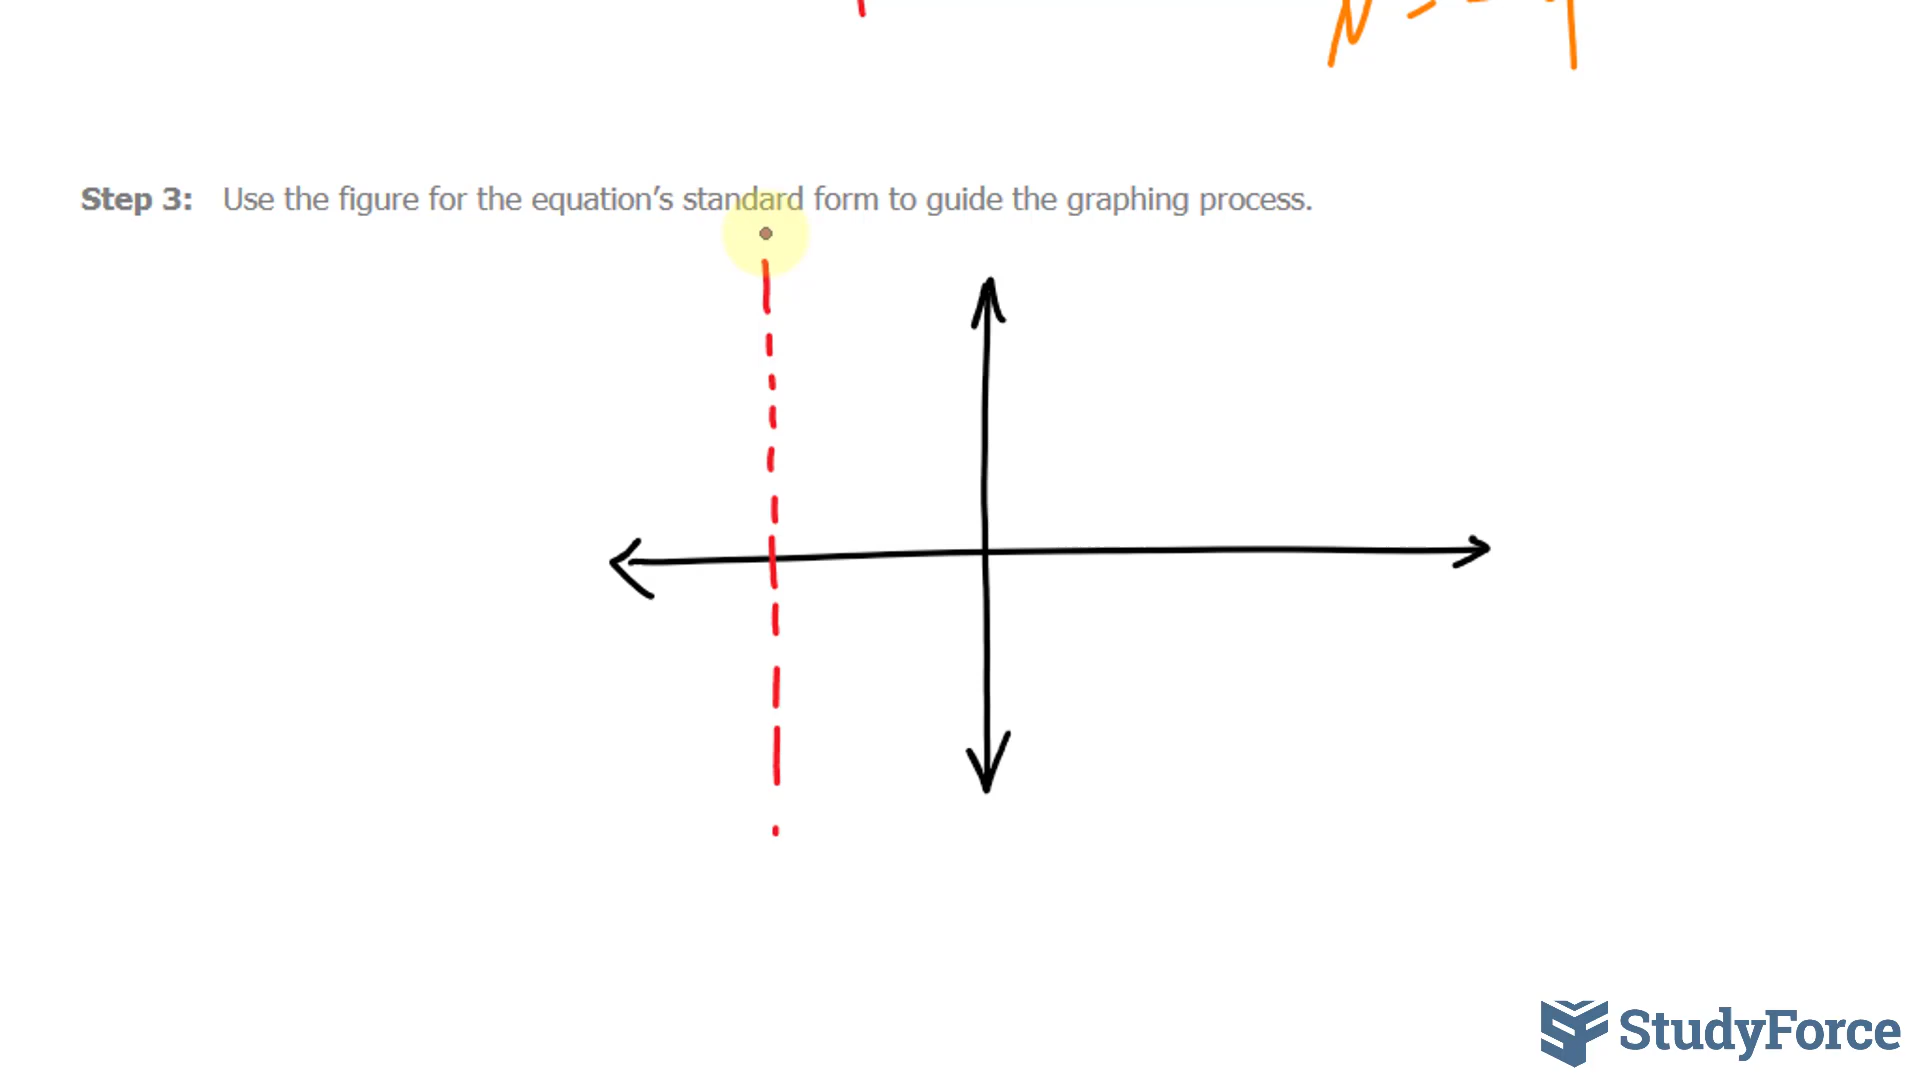 Step 3: Use the figure for the equation's standard form to guide the graphing process.
StudyForce